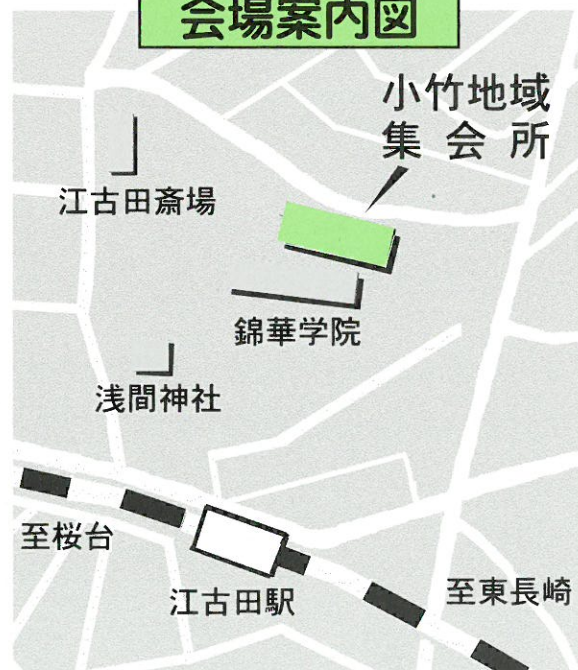 会場案内図
小竹地域
集会所
江古田斎場
錦華学院
浅間神社
至桜台
江古田駅
至東長崎